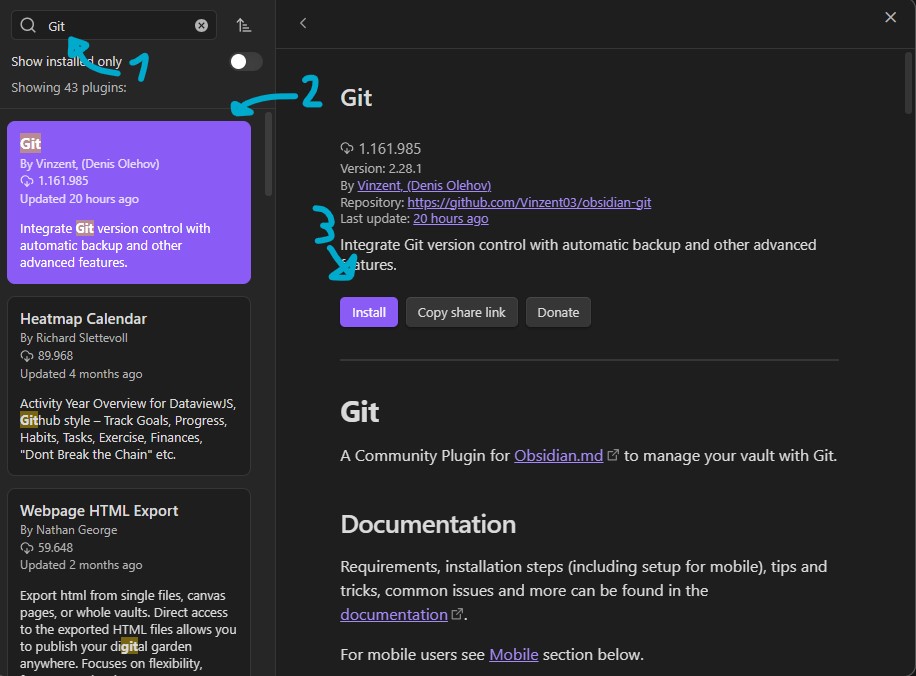 Git
Show installed only
1
Showing 43 plugins:
2
Git
By Vinzent, (Denis Olehov)
1.161.985
Updated 20 hours ago
Integrate Git version control with
automatic backup and other
advanced features.
Heatmap Calendar
By Richard Slettevoll
89.968
Updated 4 months ago
Activity Year Overview for DataviewJS,
Github style – Track Goals, Progress,
Habits, Tasks, Exercise, Finances,
"Dont Break the Chain" etc.
Webpage HTML Export
By Nathan George
59.648
Updated 2 months ago
Export html from single files, canvas
pages, or whole vaults. Direct access
to the exported HTML files allows you
to publish your digital garden
anywhere. Focuses on flexibility,
Git
1.161.985
Version: 2.28.1
By Vinzent, (Denis Olehov)
Repository: https://github.com/Vinzent03/obsidian-git
Last update: 20 hours ago
3
Integrate Git version control with automatic backup and other advanced
features.
Install Copy share link Donate
Git
A Community Plugin for Obsidian.md to manage your vault with Git.
Documentation
Requirements, installation steps (including setup for mobile), tips and
tricks, common issues and more can be found in the
documentation.
For mobile users see Mobile section below.